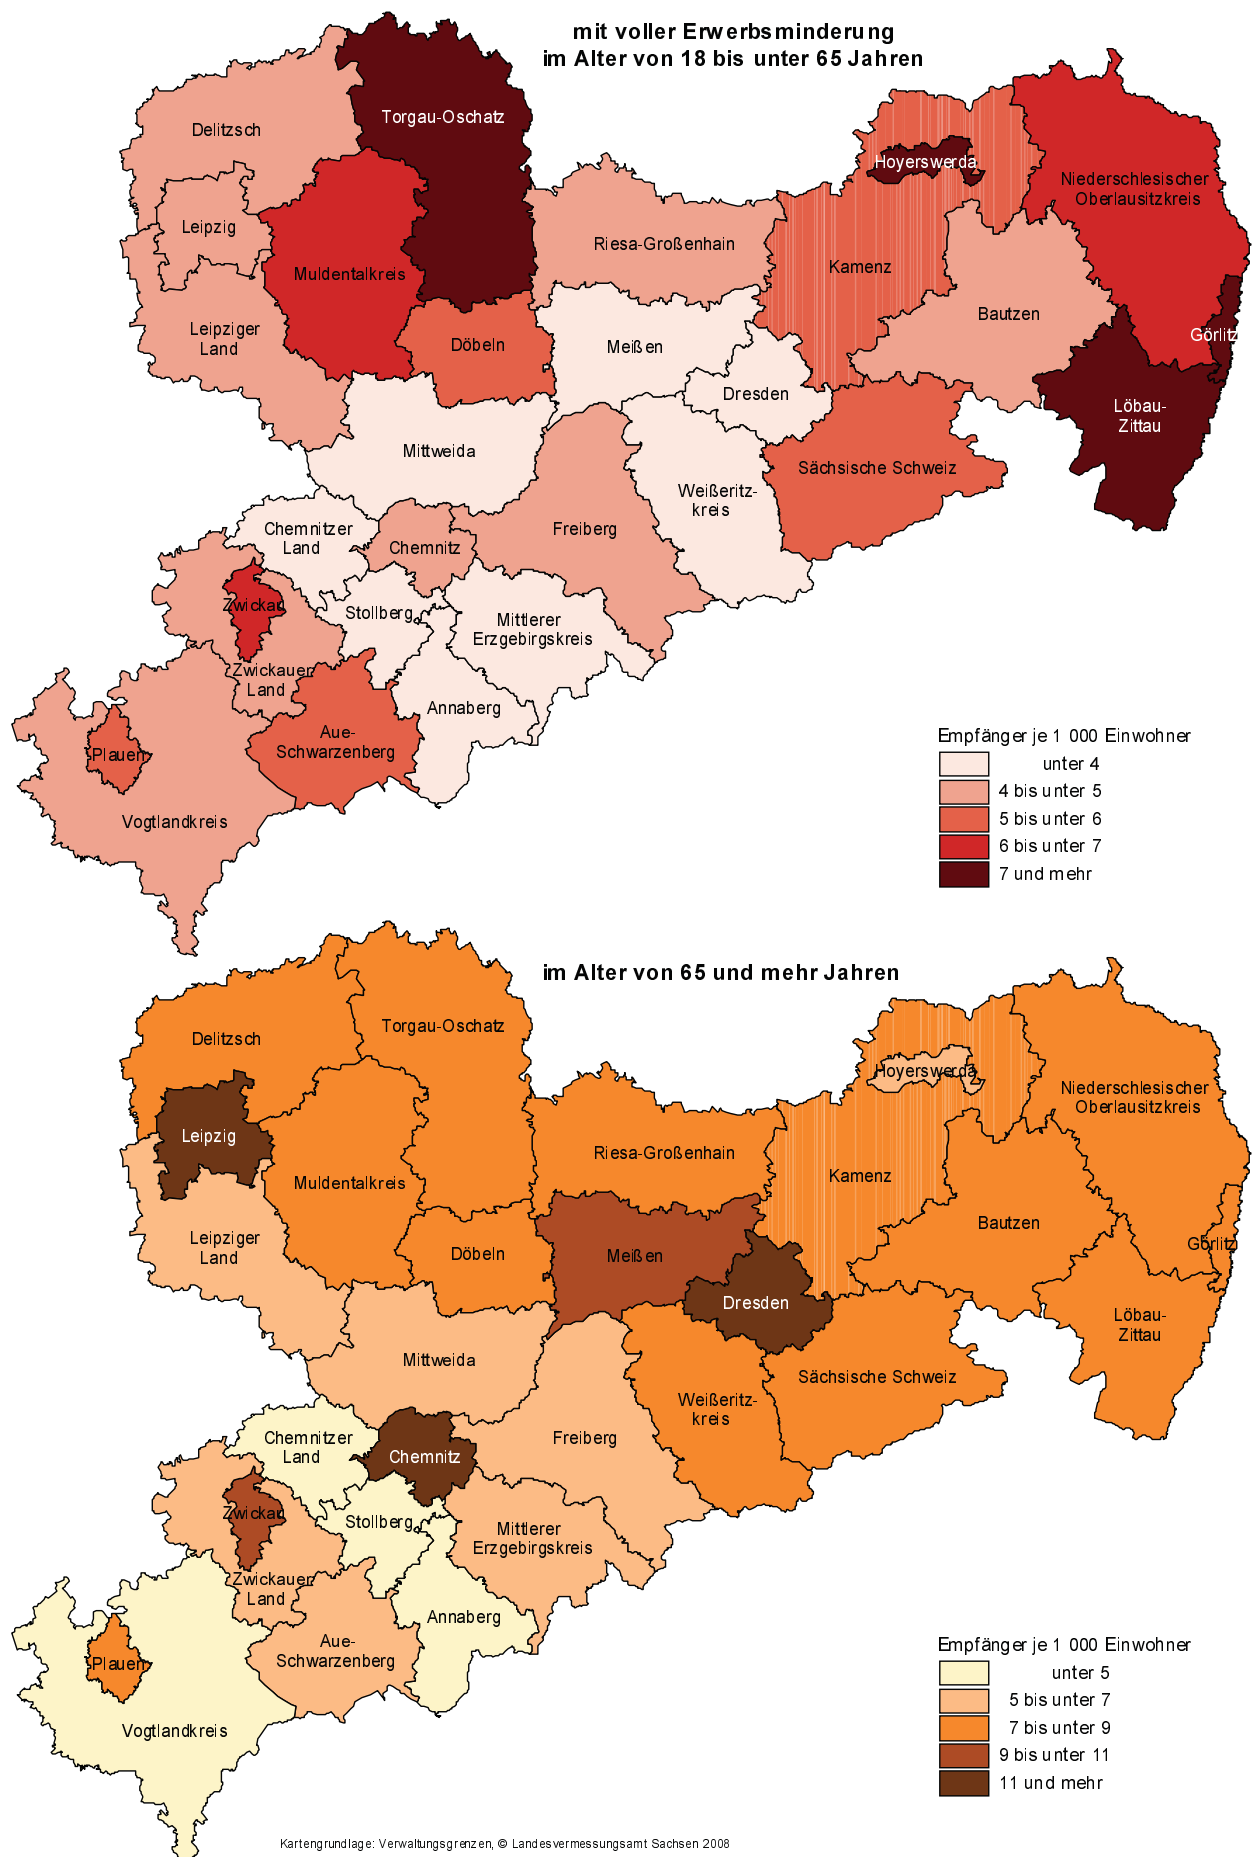 mit voller Erwerbsminderung
im Alter von 18 bis unter 65 Jahren
Torgau-Oschatz
Delitzsch
Hoyerswerda
Niederschlesischer
Oberlausitzkreis
Leipzig
Riesa-Großenhain
Muldentalkreis
Kamenz
Bautzen
Leipziger
Land
Döbeln
Meißen
Görlitz
Dresden
Löbau-
Zittau
Mittweida
Sächsische Schweiz
Weißeritz-
kreis
Chemnitzer
Land
Chemnitz
Freiberg
Zwickau
Stollberg
Mittlerer
Erzgebirgskreis
Zwickauer
Land
Annaberg
Aue-
Schwarzenberg
Plauen
Vogtlandkreis
Empfänger je 1 000 Einwohner
unter 4
4 bis unter 5
5 bis unter 6
6 bis unter 7
7 und mehr
im Alter von 65 und mehr Jahren
Torgau-Oschatz
Delitzsch
Hoyerswerda
Niederschlesischer
Oberlausitzkreis
Leipzig
Riesa-Großenhain
Muldentalkreis
Kamenz
Bautzen
Leipziger
Land
Döbeln
Meißen
Görlitz
Dresden
Löbau-
Zittau
Mittweida
Sächsische Schweiz
Weißeritz-
kreis
Chemnitzer
Land
Chemnitz
Freiberg
Zwickau
Stollberg
Mittlerer
Erzgebirgskreis
Zwickauer
Land
Annaberg
Aue-
Schwarzenberg
Plauen
Vogtlandkreis
Empfänger je 1 000 Einwohner
unter 5
5 bis unter 7
7 bis unter 9
9 bis unter 11
11 und mehr
Kartengrundlage: Verwaltungsgrenzen, © Landesvermessungsamt Sachsen 2008